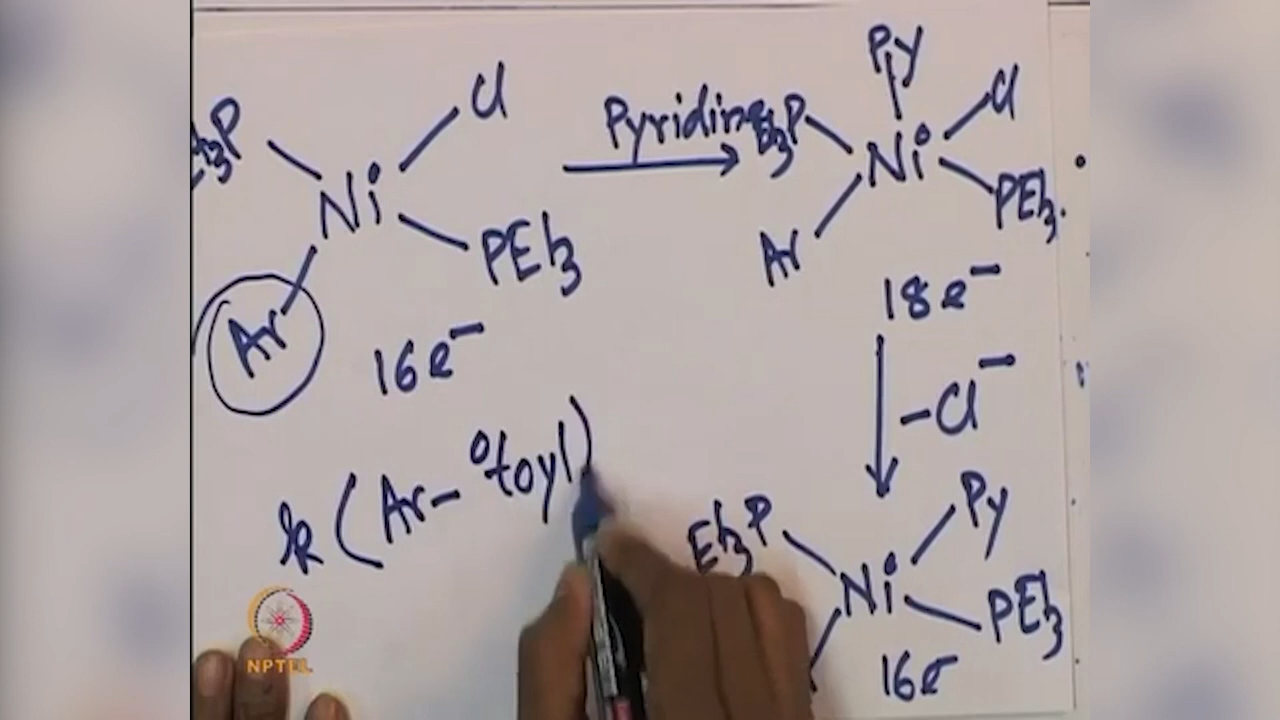 Et3P Ni Cl
PEt3
Ar
16e-
Pyridine
Py
Et3P Ni Cl
PEt3.
Ar
18e-
-Cl-
k (Ar- o toyl)
Et3P Ni Py
PEt3
16e-
NPTEL